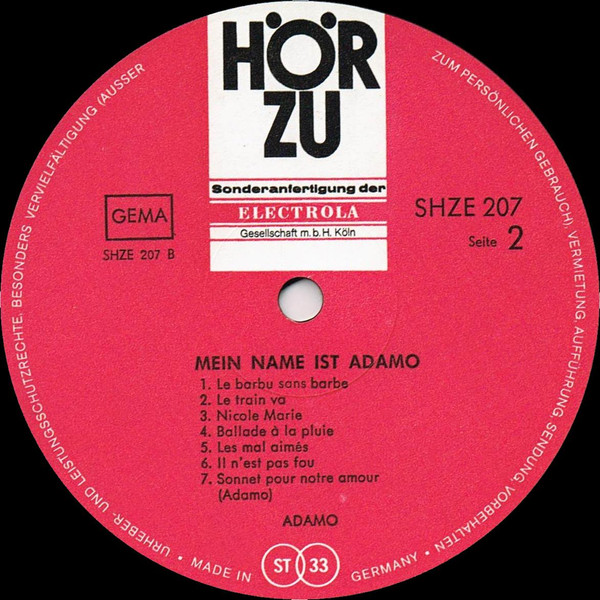 HÖR
ZU
Sonderanfertigung der
ELECTROLA
Gesellschaft m.b.H. Köln
GEMA
SHZE 207 B
SHZE 207
Seite 2
MEIN NAME IST ADAMO
1. Le barbu sans barbe
2. Le train va
3. Nicole Marie
4. Ballade à la pluie
5. Les mal aimés
6. Il n'est pas fou
7. Sonnet pour notre amour
(Adamo)
ADAMO
URHEBER- UND LEISTUNGSSCHUTZRECHTE, BESONDERS VERVIELFÄLTIGUNG (AUSSER
ZUM PERSÖNLICHEN GEBRAUCH), VERMIETUNG, AUFFÜHRUNG, SENDUNG, VORBEHALTEN
• MADE IN ST 33 GERMANY •